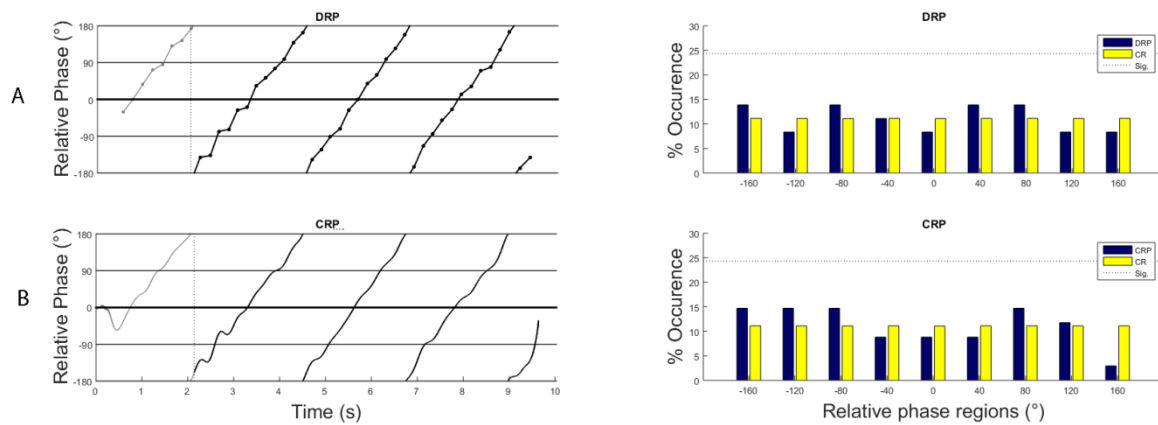 A
DRP
Relative Phase (°)
180
90
0
-90
-180
DRP
% Occurence
30
25
20
15
10
5
0
-160 -120 -80 -40 0 40 80 120 160
DRP
CR
Sig.
B
CRP...
Relative Phase (°)
180
90
0
-90
-180
0 1 2 3 4 5 6 7 8 9 10
Time (s)
CRP
% Occurence
30
25
20
15
10
5
0
-160 -120 -80 -40 0 40 80 120 160
Relative phase regions (°)
CRP
CR
Sig.